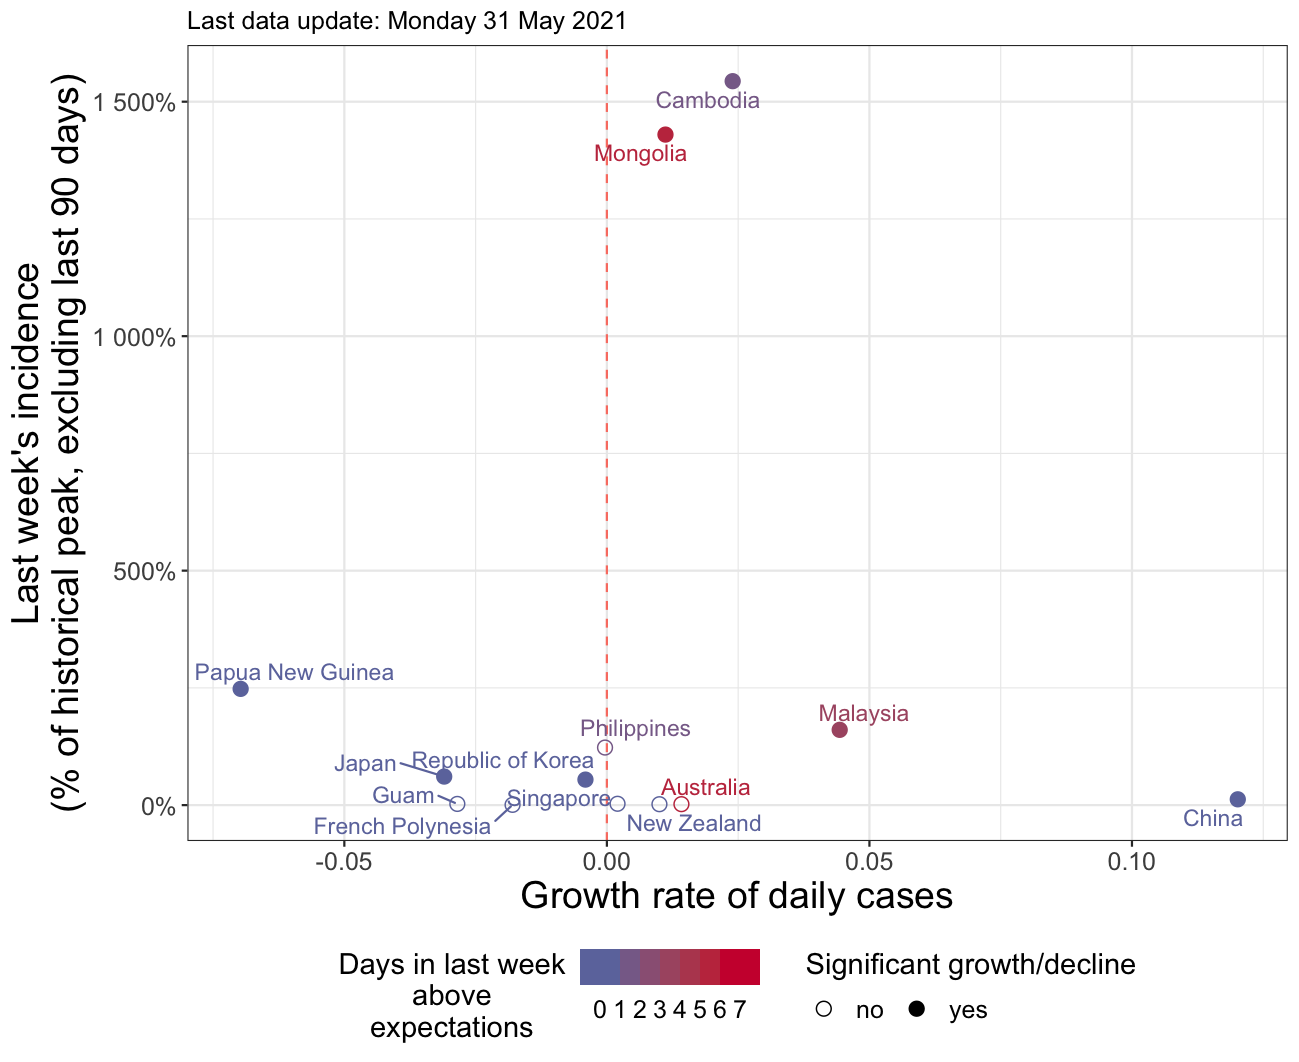 Last data update: Monday 31 May 2021
Last week's incidence
(% of historical peak, excluding last 90 days)
1 500%
1 000%
500%
0%
Cambodia
Mongolia
Papua New Guinea
Malaysia
Philippines
Japan
Republic of Korea
Guam
Singapore
Australia
French Polynesia
New Zealand
China
-0.05
0.00
0.05
0.10
Growth rate of daily cases
Days in last week
above
expectations
0 1 2 3 4 5 6 7
Significant growth/decline
no
yes